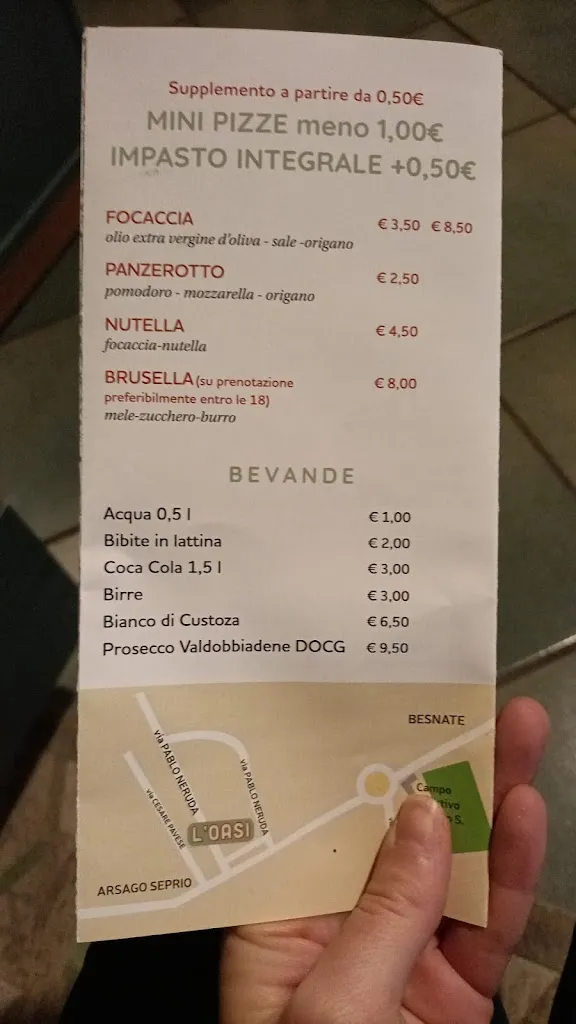 Supplemento a partire da 0,50€
MINI PIZZE meno 1,00€
IMPASTO INTEGRALE +0,50€
FOCACCIA € 3,50 € 8,50
olio extra vergine d'oliva - sale -origano
PANZEROTTO € 2,50
pomodoro - mozzarella - origano
NUTELLA € 4,50
focaccia-nutella
BRUSELLA (su prenotazione € 8,00
preferibilmente entro le 18)
mele-zucchero-burro
BEVANDE
Acqua 0,5 l € 1,00
Bibite in lattina € 2,00
Coca Cola 1,5 l € 3,00
Birre € 3,00
Bianco di Custoza € 6,50
Prosecco Valdobbiadene DOCG € 9,50
BESNATE
via PABLO NERUDA
via PABLO NERUDA
via CESARE PAVESE
L'OASI
Campo
ARSAGO SEPRIO